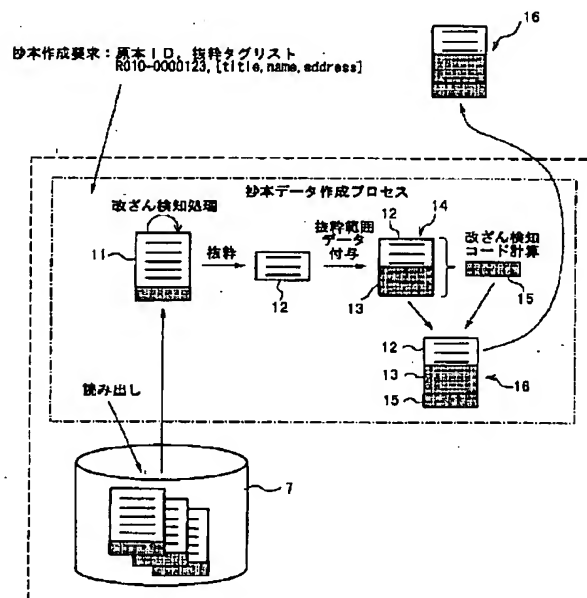 16
抄本作成要求：原本ＩＤ，抜粋タグリスト
R010-0000123,[title,name,address]
抄本データ作成プロセス
改ざん検知処理
11
抜粋
12
抜粋範囲
データ
付与
12
14
13
改ざん検知
コード計算
15
12
13
15
16
読み出し
7